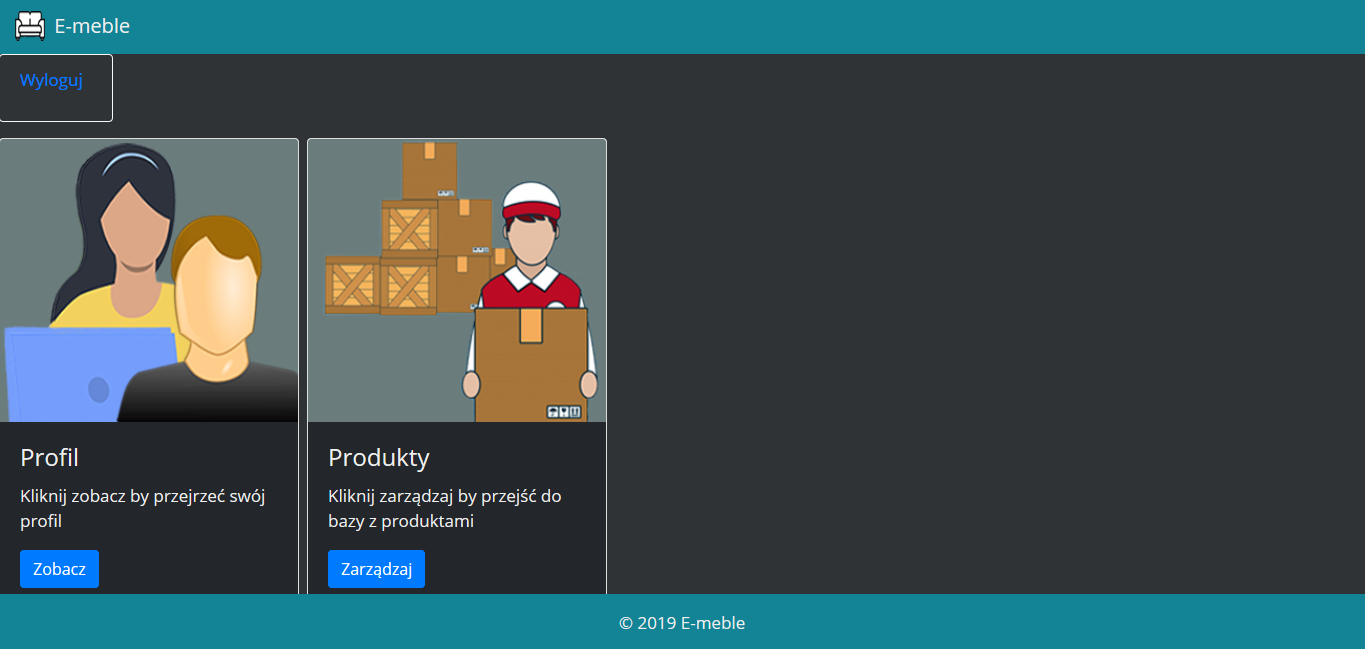 E-meble
Wyloguj
Profil
Kliknij zobacz by przejrzeć swój
profil
Zobacz
Produkty
Kliknij zarządzaj by przejść do
bazy z produktami
Zarządzaj
© 2019 E-meble